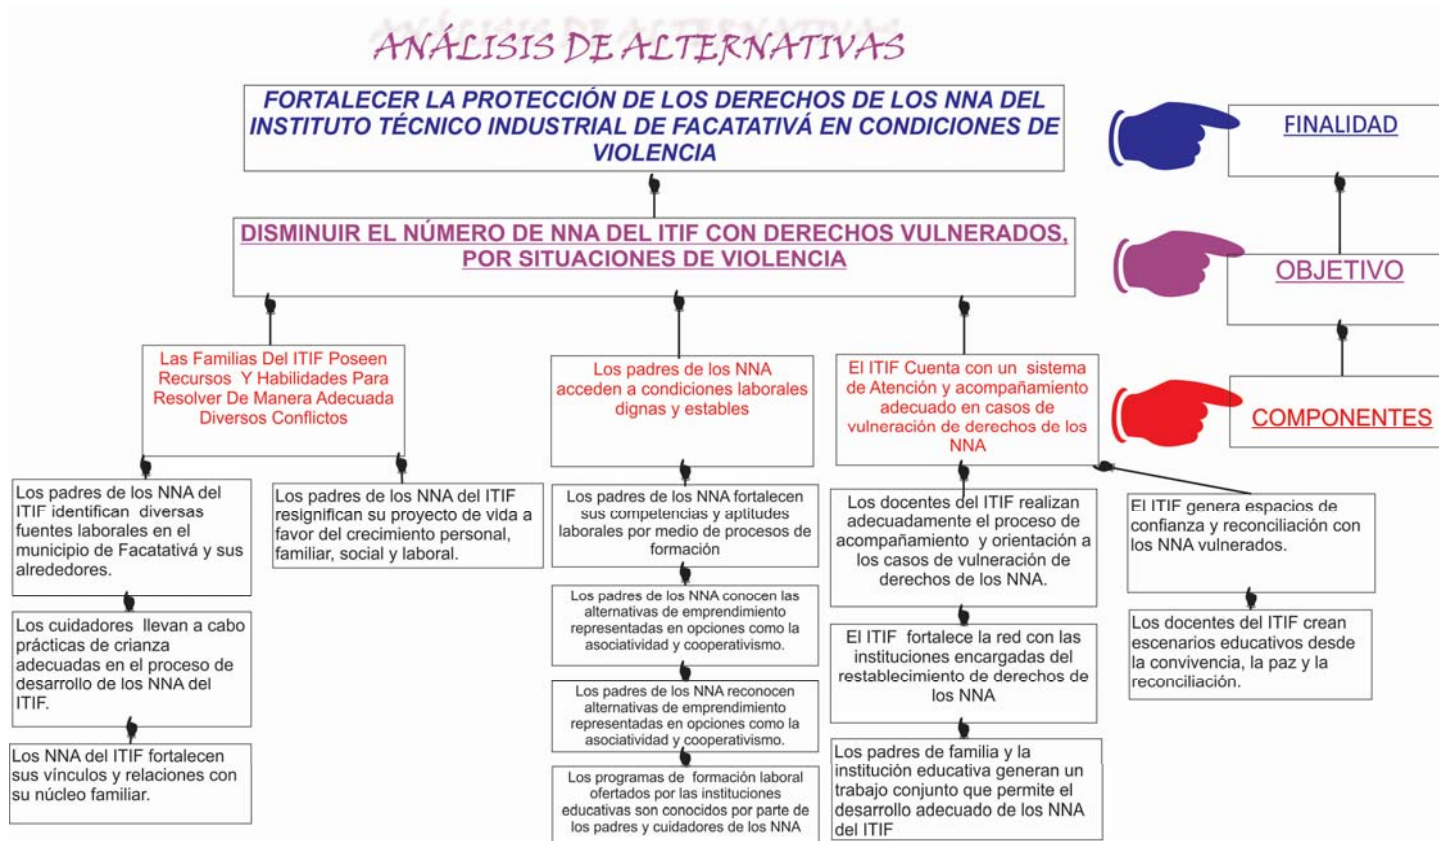 ANÁLISIS DE ALTERNATIVAS
FORTALECER LA PROTECCIÓN DE LOS DERECHOS DE LOS NNA DEL
INSTITUTO TÉCNICO INDUSTRIAL DE FACATATIVÁ EN CONDICIONES DE
VIOLENCIA
FINALIDAD
DISMINUIR EL NÚMERO DE NNA DEL ITIF CON DERECHOS VULNERADOS,
POR SITUACIONES DE VIOLENCIA
OBJETIVO
Las Familias Del ITIF Poseen
Recursos Y Habilidades Para
Resolver De Manera Adecuada
Diversos Conflictos
Los padres de los NNA
acceden a condiciones laborales
dignas y estables
El ITIF Cuenta con un sistema
de Atención y acompañamiento
adecuado en casos de
vulneración de derechos de los
NNA
COMPONENTES
Los padres de los NNA del
ITIF identifican diversas
fuentes laborales en el
municipio de Facatativá y sus
alrededores.
Los cuidadores llevan a cabo
prácticas de crianza
adecuadas en el proceso de
desarrollo de los NNA del
ITIF.
Los NNA del ITIF fortalecen
sus vínculos y relaciones con
su núcleo familiar.
Los padres de los NNA del ITIF
resignifican su proyecto de vida a
favor del crecimiento personal,
familiar, social y laboral.
Los padres de los NNA fortalecen
sus competencias y aptitudes
laborales por medio de procesos de
formación
Los padres de los NNA conocen las
alternativas de emprendimiento
representadas en opciones como la
asociatividad y cooperativismo.
Los padres de los NNA reconocen
alternativas de emprendimiento
representadas en opciones como la
asociatividad y cooperativismo.
Los programas de formación laboral
ofertados por las instituciones
educativas son conocidos por parte de
los padres y cuidadores de los NNA
Los docentes del ITIF realizan
adecuadamente el proceso de
acompañamiento y orientación a
los casos de vulneración de
derechos de los NNA.
El ITIF fortalece la red con las
instituciones encargadas del
restablecimiento de derechos de
los NNA
Los padres de familia y la
institución educativa generan un
trabajo conjunto que permite el
desarrollo adecuado de los NNA
del ITIF
El ITIF genera espacios de
confianza y reconciliación con
los NNA vulnerados.
Los docentes del ITIF crean
escenarios educativos desde
la convivencia, la paz y la
reconciliación.